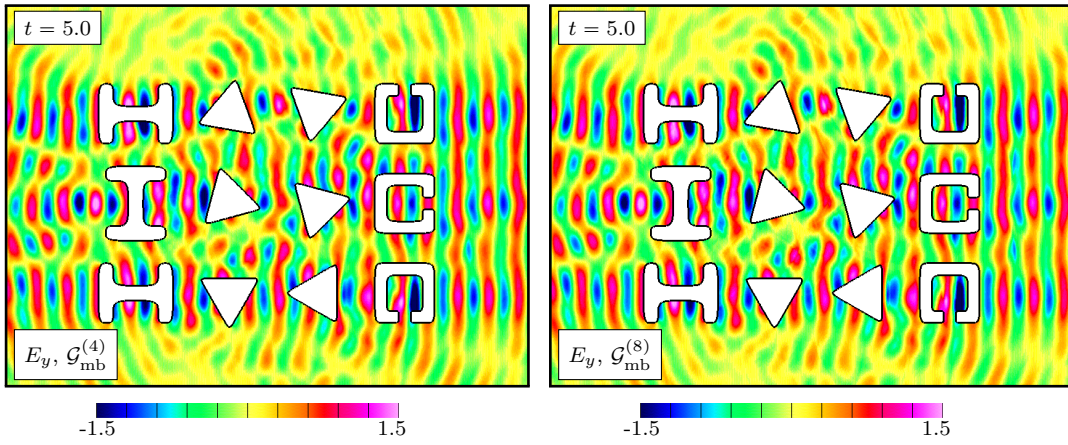 t = 5.0
E_y, 𝒢_mb^(4)
-1.5 1.5
t = 5.0
E_y, 𝒢_mb^(8)
-1.5 1.5